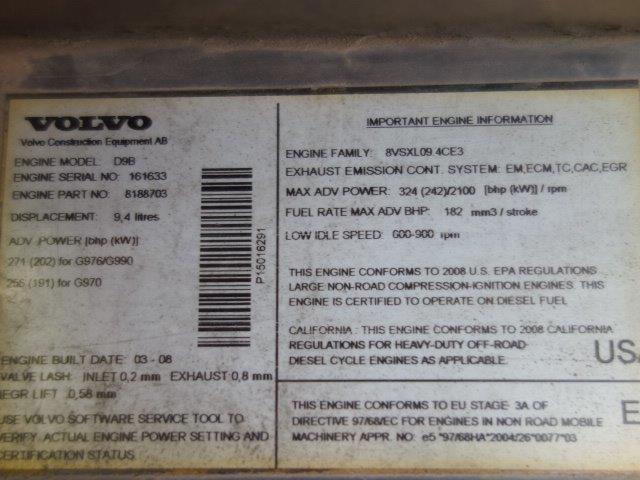 VOLVO
Volvo Construction Equipment AB
ENGINE MODEL: D9B
ENGINE SERIAL NO: 161633
ENGINE PART NO: 8188703
DISPLACEMENT: 9,4 litres
ADV .POWER [bhp (kW)]
271 (202) for G976/G990
256 (191) for G970
P15016291
ENGINE BUILT DATE: 03 - 08
VALVE LASH: INLET 0,2 mm EXHAUST 0,8 mm
IEGR LIFT .0,58 mm
USE VOLVO SOFTWARE SERVICE TOOL TO
VERIFY ACTUAL ENGINE POWER SETTING AND
CERTIFICATION STATUS
IMPORTANT ENGINE INFORMATION
ENGINE FAMILY: 8VSXL09.4CE3
EXHAUST EMISSION CONT. SYSTEM: EM,ECM,TC,CAC,EGR
MAX ADV POWER: 324 (242)/2100 [bhp (kW)] / rpm
FUEL RATE MAX ADV BHP: 182 mm3 / stroke
LOW IDLE SPEED: 600-900 rpm
THIS ENGINE CONFORMS TO 2008 U.S. EPA REGULATIONS
LARGE NON-ROAD COMPRESSION-IGNITION ENGINES. THIS
ENGINE IS CERTIFIED TO OPERATE ON DIESEL FUEL
CALIFORNIA : THIS ENGINE CONFORMS TO 2008 CALIFORNIA
REGULATIONS FOR HEAVY-DUTY OFF-ROAD
DIESEL CYCLE ENGINES AS APPLICABLE.
USA
THIS ENGINE CONFORMS TO EU STAGE 3A OF
DIRECTIVE 97/68/EC FOR ENGINES IN NON ROAD MOBILE
MACHINERY APPR. NO: e5 *97/68HA*2004/26*0077*03
E